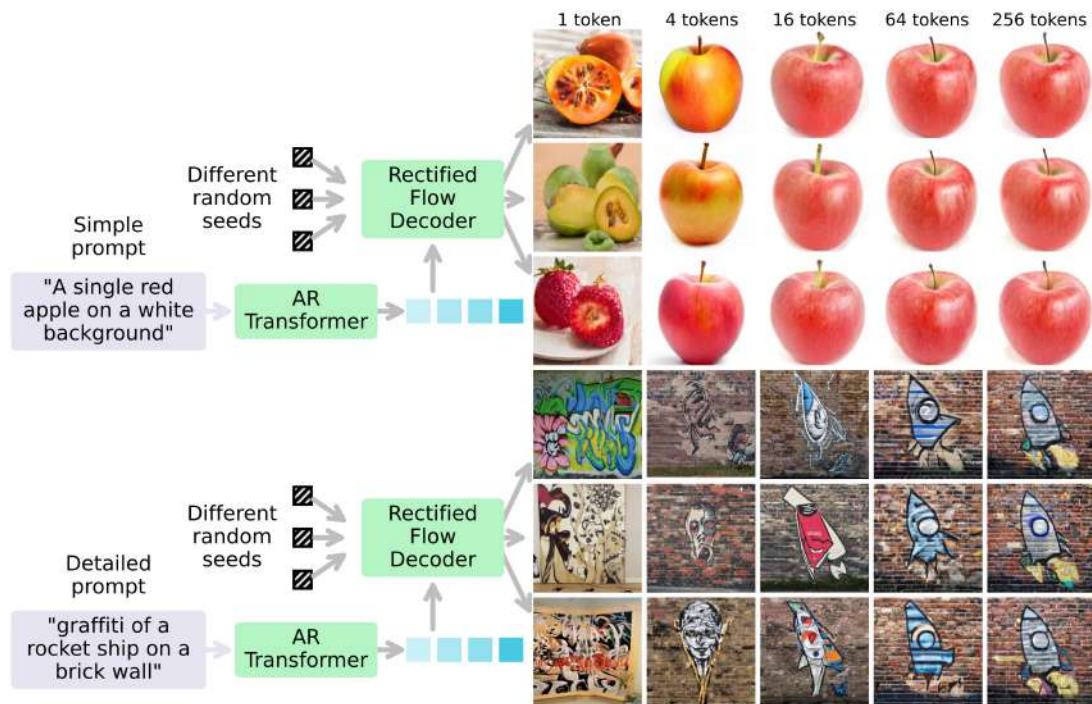 1 token
4 tokens
16 tokens
64 tokens
256 tokens
Different
random
seeds
Rectified
Flow
Decoder
Simple
prompt
"A single red
apple on a white
background"
AR
Transformer
Different
random
seeds
Rectified
Flow
Decoder
Detailed
prompt
"graffiti of a
rocket ship on a
brick wall"
AR
Transformer